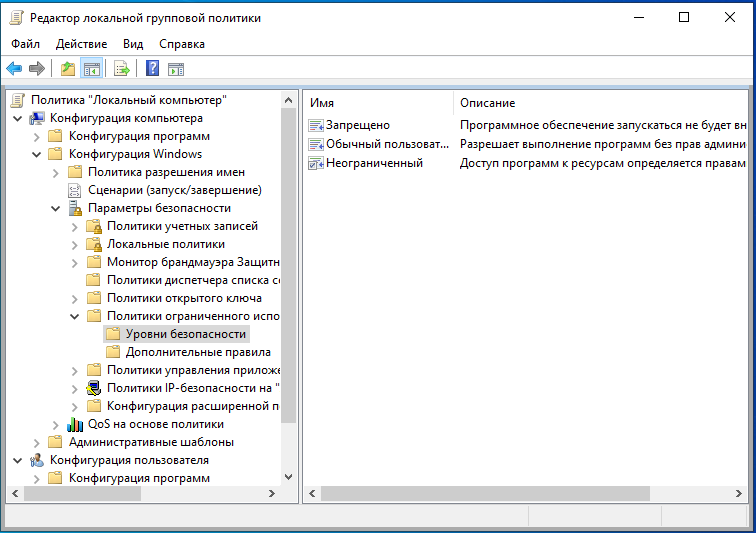 Редактор локальной групповой политики
Файл Действие Вид Справка
Политика "Локальный компьютер"
Конфигурация компьютера
Конфигурация программ
Конфигурация Windows
Политика разрешения имен
Сценарии (запуск/завершение)
Параметры безопасности
Политики учетных записей
Локальные политики
Монитор брандмауэра Защитн
Политики диспетчера списка се
Политики открытого ключа
Политики ограниченного испо
Уровни безопасности
Дополнительные правила
Политики управления приложе
Политики IP-безопасности на "
Конфигурация расширенной п
QoS на основе политики
Административные шаблоны
Конфигурация пользователя
Конфигурация программ
Имя Описание
Запрещено Программное обеспечение запускаться не будет вн
Обычный пользоват... Разрешает выполнение программ без прав админи
Неограниченный Доступ программ к ресурсам определяется правам